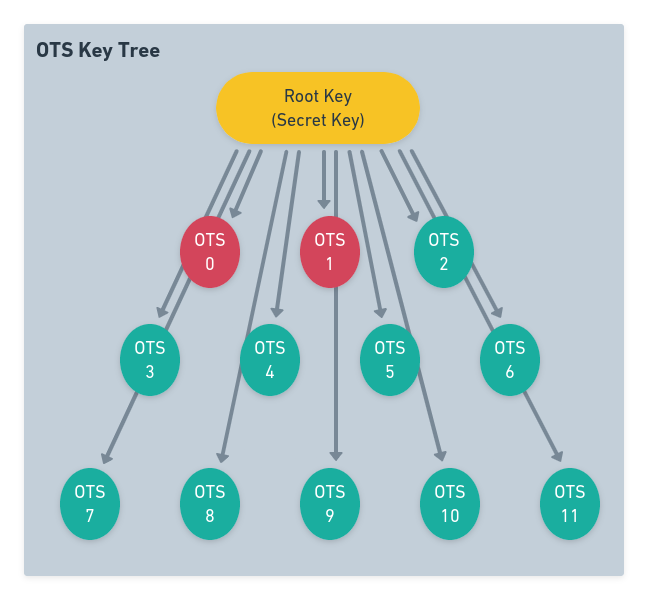 OTS Key Tree
Root Key
(Secret Key)
OTS
0
OTS
1
OTS
2
OTS
3
OTS
4
OTS
5
OTS
6
OTS
7
OTS
8
OTS
9
OTS
10
OTS
11